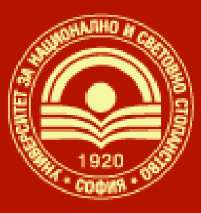 УНИВЕРСИТЕТ ЗА НАЦИОНАЛНО И СВЕТОВНО СТОПАНСТВО
1920
СОФИЯ